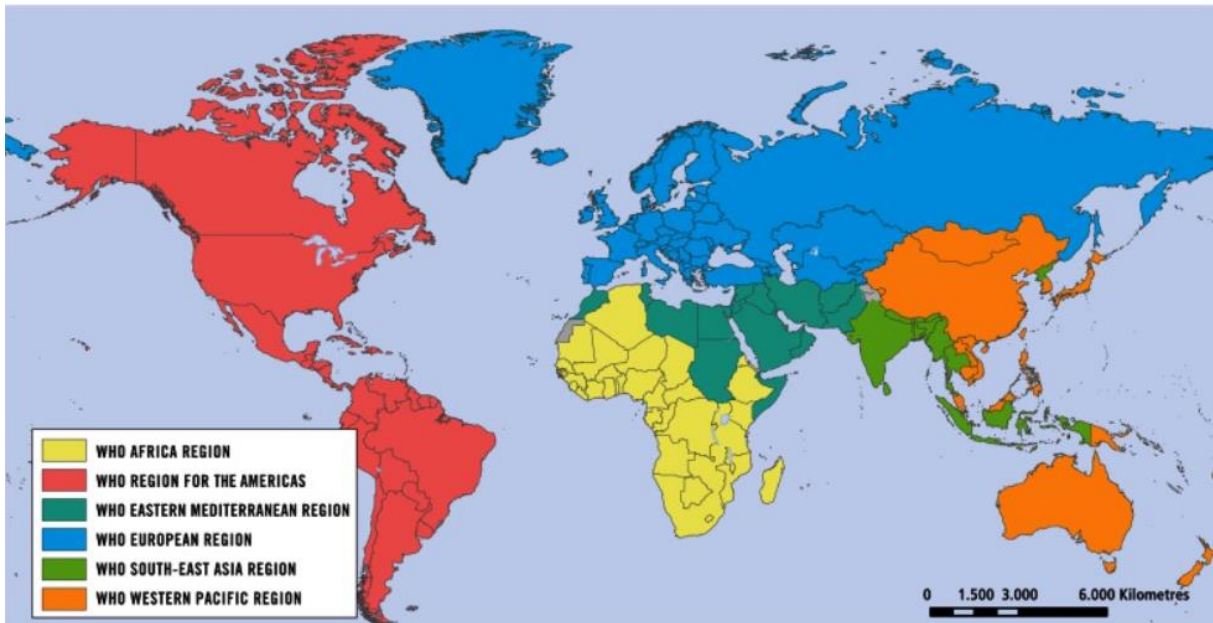 WHO AFRICA REGION
WHO REGION FOR THE AMERICAS
WHO EASTERN MEDITERRANEAN REGION
WHO EUROPEAN REGION
WHO SOUTH-EAST ASIA REGION
WHO WESTERN PACIFIC REGION
0 1.500 3.000 6.000 Kilometres